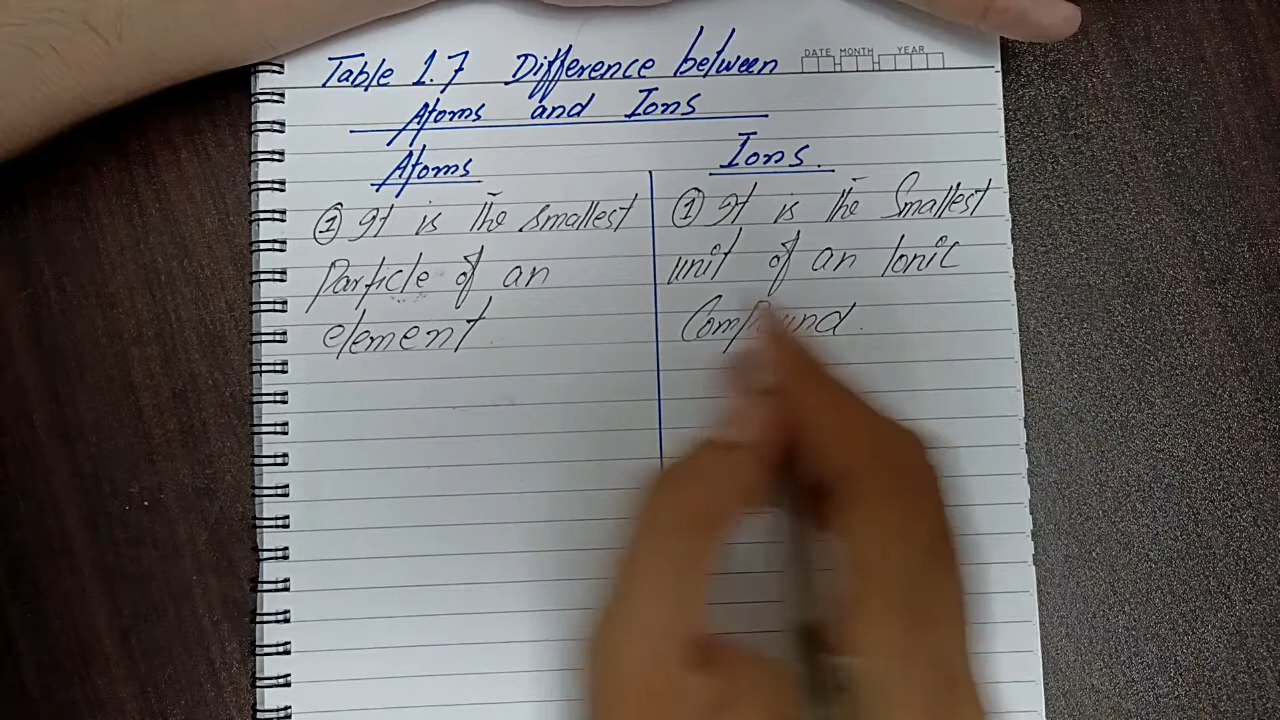 Table 1.7 Difference between
Atoms and Ions
DATE MONTH YEAR
Atoms
① It is the smallest
Particle of an
element.
Ions.
① It is the Smallest
unit of an Ionic
Compound.